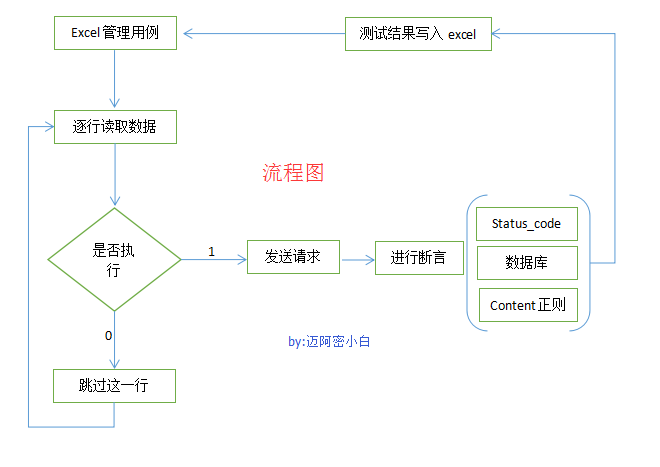 Excel 管理用例
测试结果写入 excel
逐行读取数据
流程图
是否执
行
1
发送请求
进行断言
Status_code
数据库
Content 正则
0
by:迈阿密小白
跳过这一行